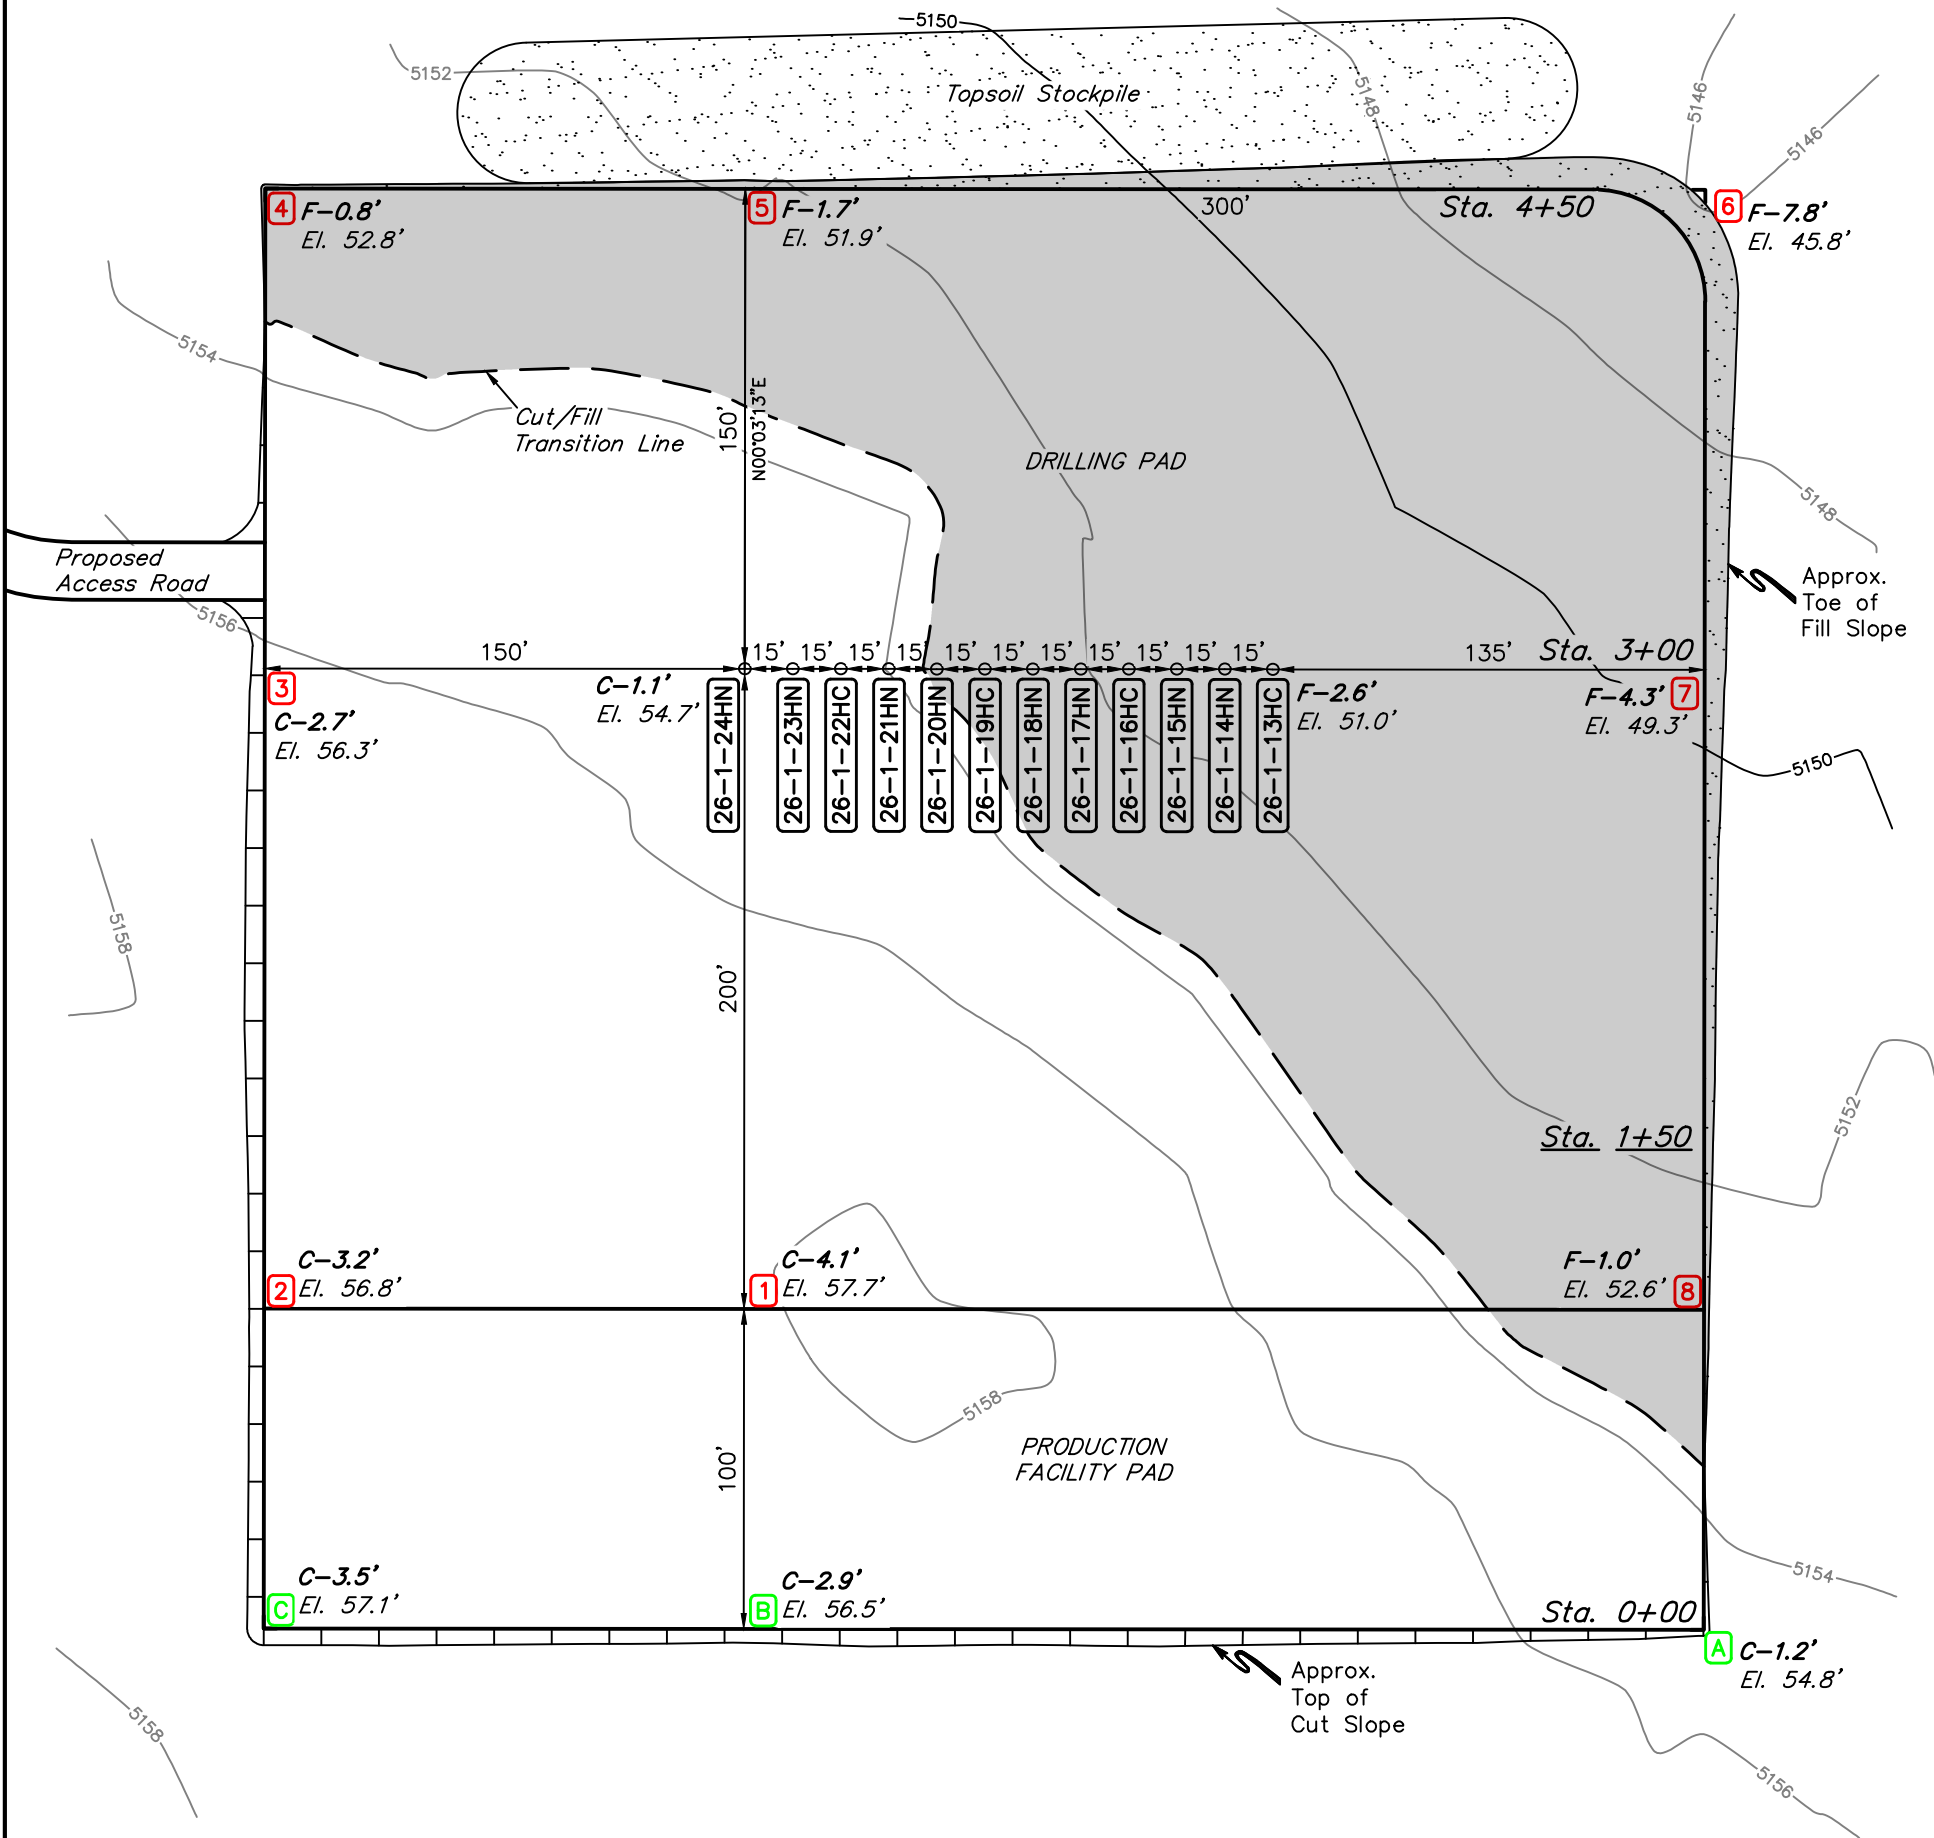 5150
5152
Topsoil Stockpile
5148
5146
5146
4 F-0.8'
El. 52.8'
5 F-1.7'
El. 51.9'
300'
Sta. 4+50
6 F-7.8'
El. 45.8'
5154
Cut/Fill
Transition Line
150'
N00°03'13"E
DRILLING PAD
5148
Proposed
Access Road
Approx.
Toe of
Fill Slope
5156
150'
15' 15' 15' 15' 15' 15' 15' 15' 15' 15' 15'
135'
Sta. 3+00
3
C-2.7'
El. 56.3'
C-1.1'
El. 54.7'
26-1-24HN
26-1-23HN
26-1-22HC
26-1-21HN
26-1-20HN
26-1-19HC
26-1-18HN
26-1-17HN
26-1-16HC
26-1-15HN
26-1-14HN
26-1-13HC
F-2.6'
El. 51.0'
F-4.3' 7
El. 49.3'
5150
5158
200'
5152
Sta. 1+50
C-3.2'
2 El. 56.8'
C-4.1'
1 El. 57.7'
F-1.0'
El. 52.6' 8
5158
100'
PRODUCTION
FACILITY PAD
5154
C-3.5'
C El. 57.1'
C-2.9'
B El. 56.5'
Sta. 0+00
A C-1.2'
El. 54.8'
Approx.
Top of
Cut Slope
5158
5156